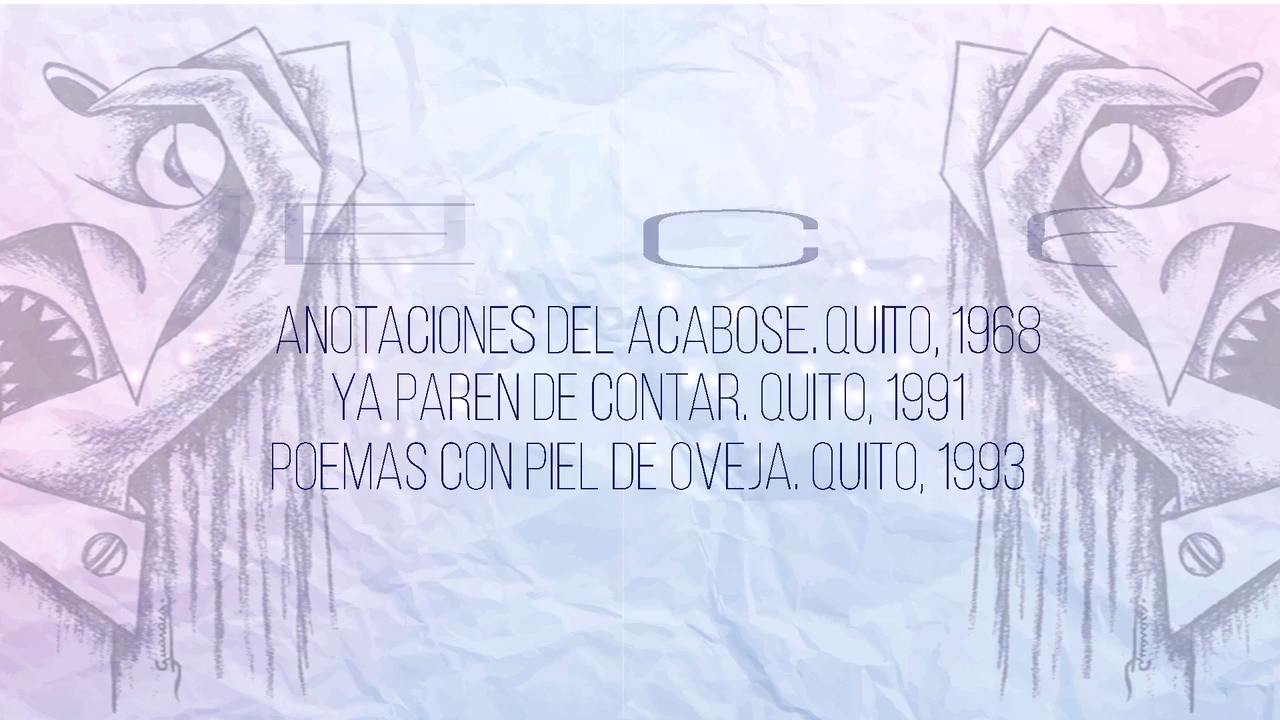 ANOTACIONES DEL ACABOSE. QUITO, 1968
YA PAREN DE CONTAR. QUITO, 1991
POEMAS CON PIEL DE OVEJA. QUITO, 1993